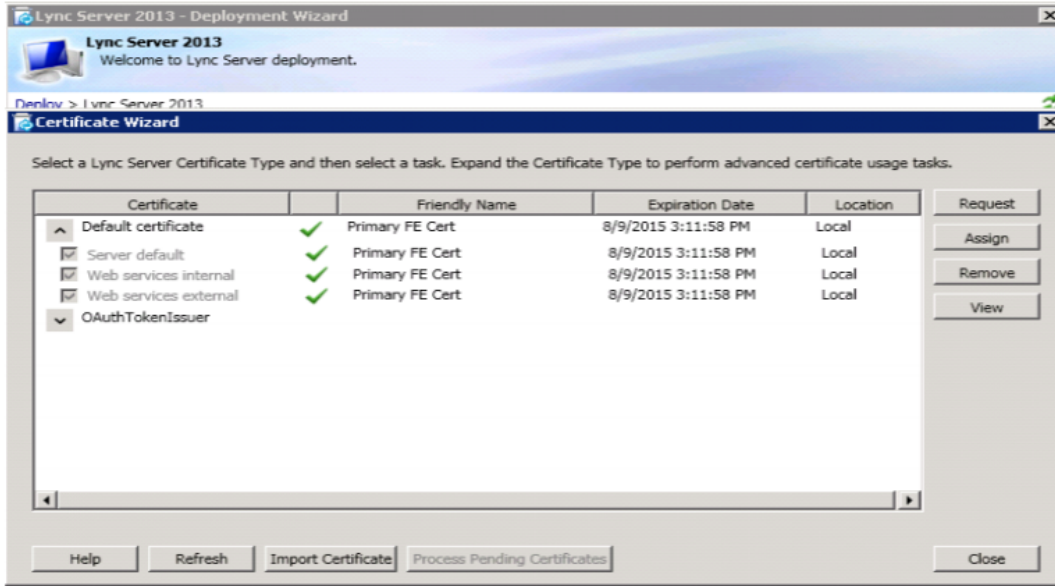 Lync Server 2013 - Deployment Wizard
Lync Server 2013
Welcome to Lync Server deployment.
Deploy > Lync Server 2013
Certificate Wizard
Select a Lync Server Certificate Type and then select a task. Expand the Certificate Type to perform advanced certificate usage tasks.
Certificate Friendly Name Expiration Date Location Request
Default certificate Primary FE Cert 8/9/2015 3:11:58 PM Local
Assign
Server default Primary FE Cert 8/9/2015 3:11:58 PM Local
Web services internal Primary FE Cert 8/9/2015 3:11:58 PM Local Remove
Web services external Primary FE Cert 8/9/2015 3:11:58 PM Local
View
OAuthTokenIssuer
Help Refresh Import Certificate Process Pending Certificates Close